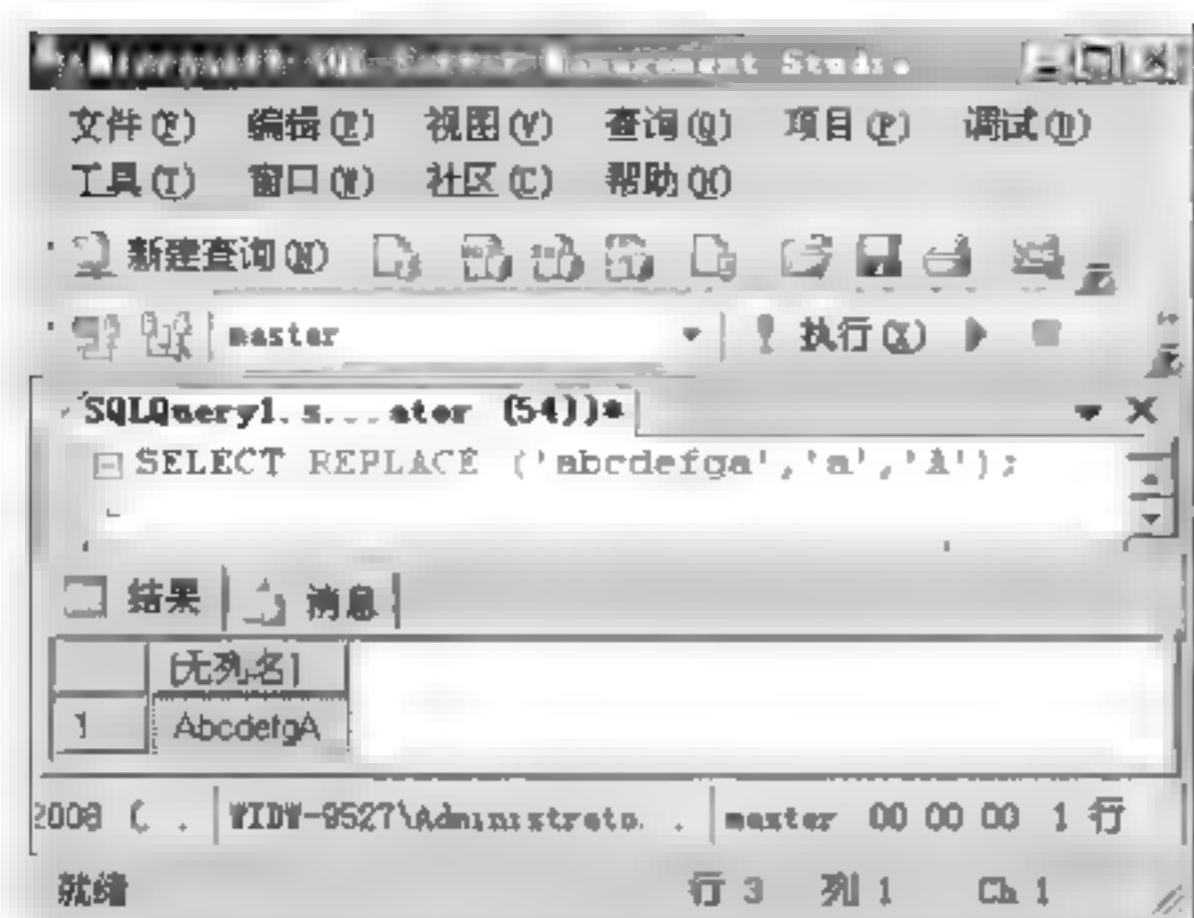 Microsoft SQL Server Management Studio
文件(F) 编辑(E) 视图(V) 查询(Q) 项目(P) 调试(D)
工具(T) 窗口(W) 社区(C) 帮助(H)
新建查询(N)
master 执行(X)
SQLQuery1.s...ster (54))*
SELECT REPLACE ('abcdefga','a','A');
结果 消息
(无列名)
1 AbcdefgA
2008 (. . WIDW-9527\Administrato. . master 00 00 00 1 行
就绪 行 3 列 1 Ch 1